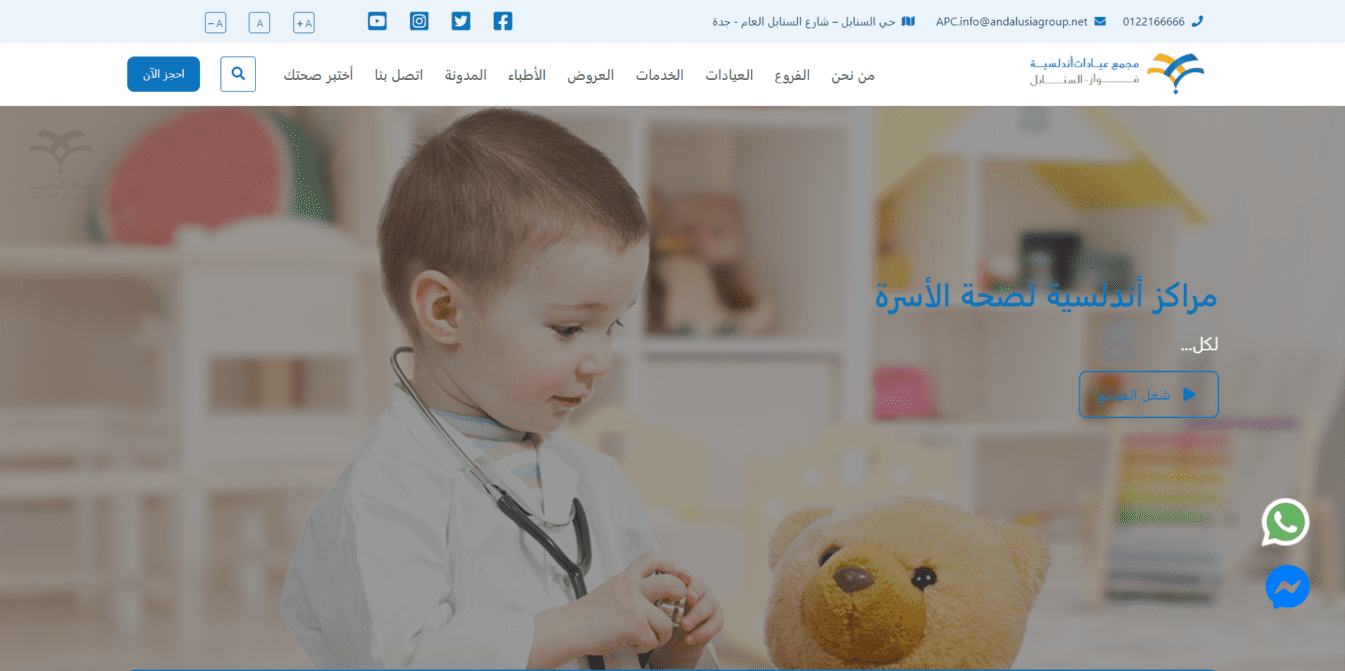 0122166666
APC.info@andalusiagroup.net
حي السنابل – شارع السنابل العام - جدة
A+
A
A-
مجمع عيادات أندلسية
فواز - السنابل
من نحن
الفروع
العيادات
الخدمات
العروض
الأطباء
المدونة
اتصل بنا
أختبر صحتك
احجز الآن
مراكز أندلسية لصحة الأسرة
لكل...
شغل الفيديو